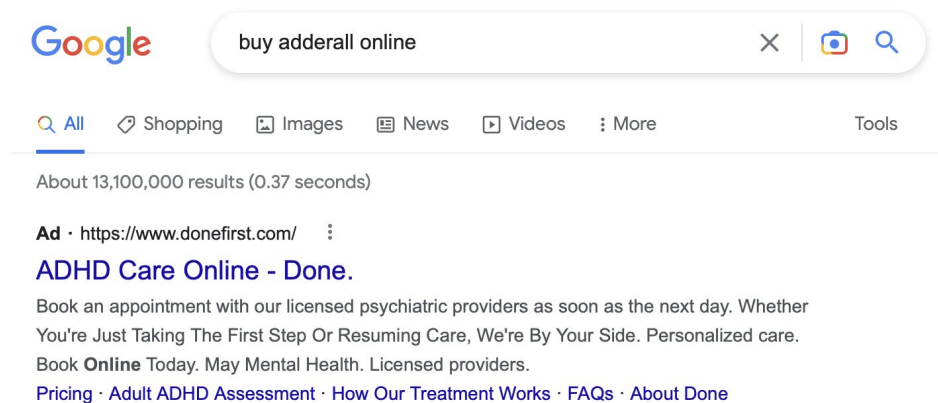 Google
buy adderall online
All Shopping Images News Videos More Tools
About 13,100,000 results (0.37 seconds)
Ad · https://www.donefirst.com/
ADHD Care Online - Done.
Book an appointment with our licensed psychiatric providers as soon as the next day. Whether
You're Just Taking The First Step Or Resuming Care, We're By Your Side. Personalized care.
Book Online Today. May Mental Health. Licensed providers.
Pricing · Adult ADHD Assessment · How Our Treatment Works · FAQs · About Done